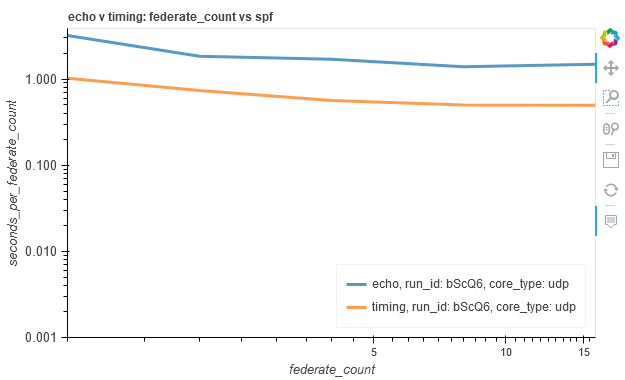 echo v timing: federate_count vs spf
1.000
0.100
0.010
0.001
seconds_per_federate_count
echo, run_id: bScQ6, core_type: udp
timing, run_id: bScQ6, core_type: udp
5
10
15
federate_count